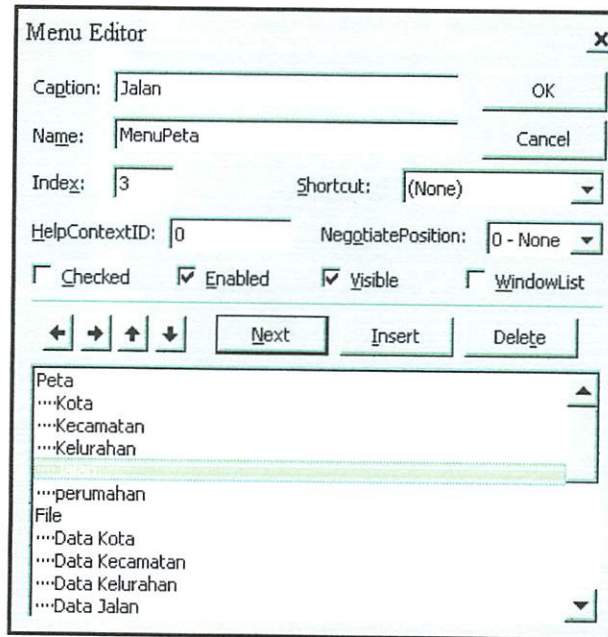 Menu Editor
Caption: Jalan OK
Name: MenuPeta Cancel
Index: 3 Shortcut: (None)
HelpContextID: 0 NegotiatePosition: 0 - None
Checked Enabled Visible WindowList
Next Insert Delete
Peta
····Kota
····Kecamatan
····Kelurahan
····Jalan
····perumahan
File
····Data Kota
····Data Kecamatan
····Data Kelurahan
····Data Jalan